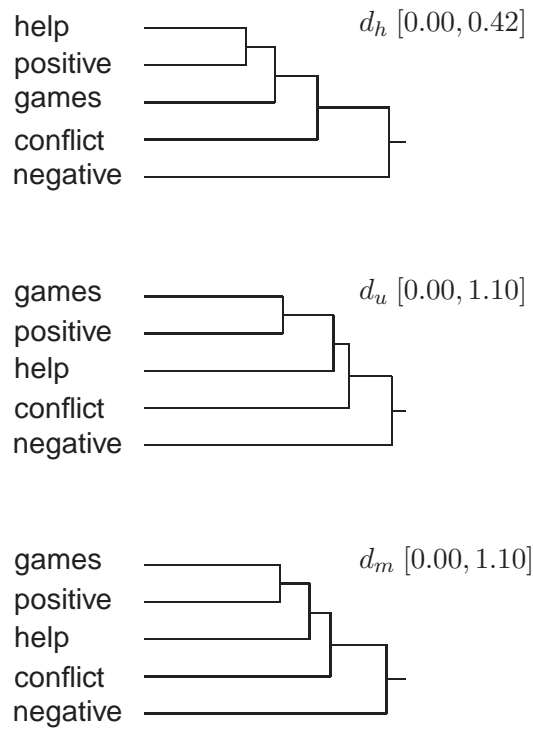 help d_h [0.00, 0.42]
positive
games
conflict
negative
games d_u [0.00, 1.10]
positive
help
conflict
negative
games d_m [0.00, 1.10]
positive
help
conflict
negative